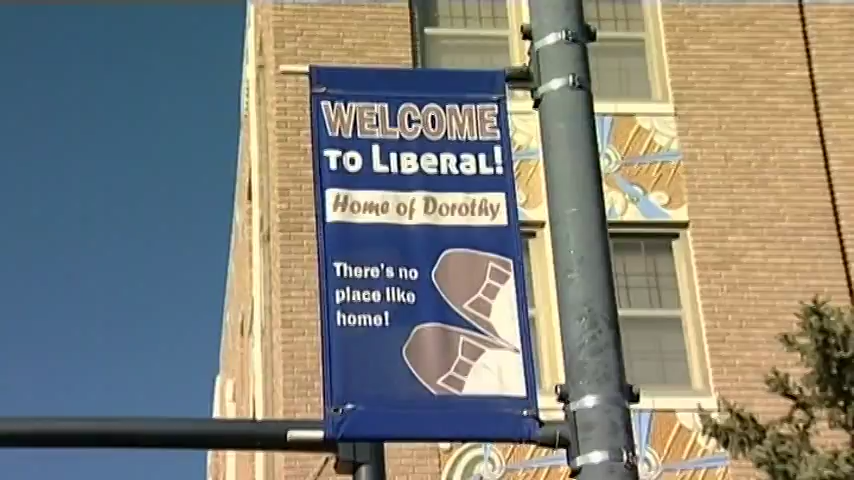 WELCOME
TO LIBERAL!
Home of Dorothy
There's no
place like
home!